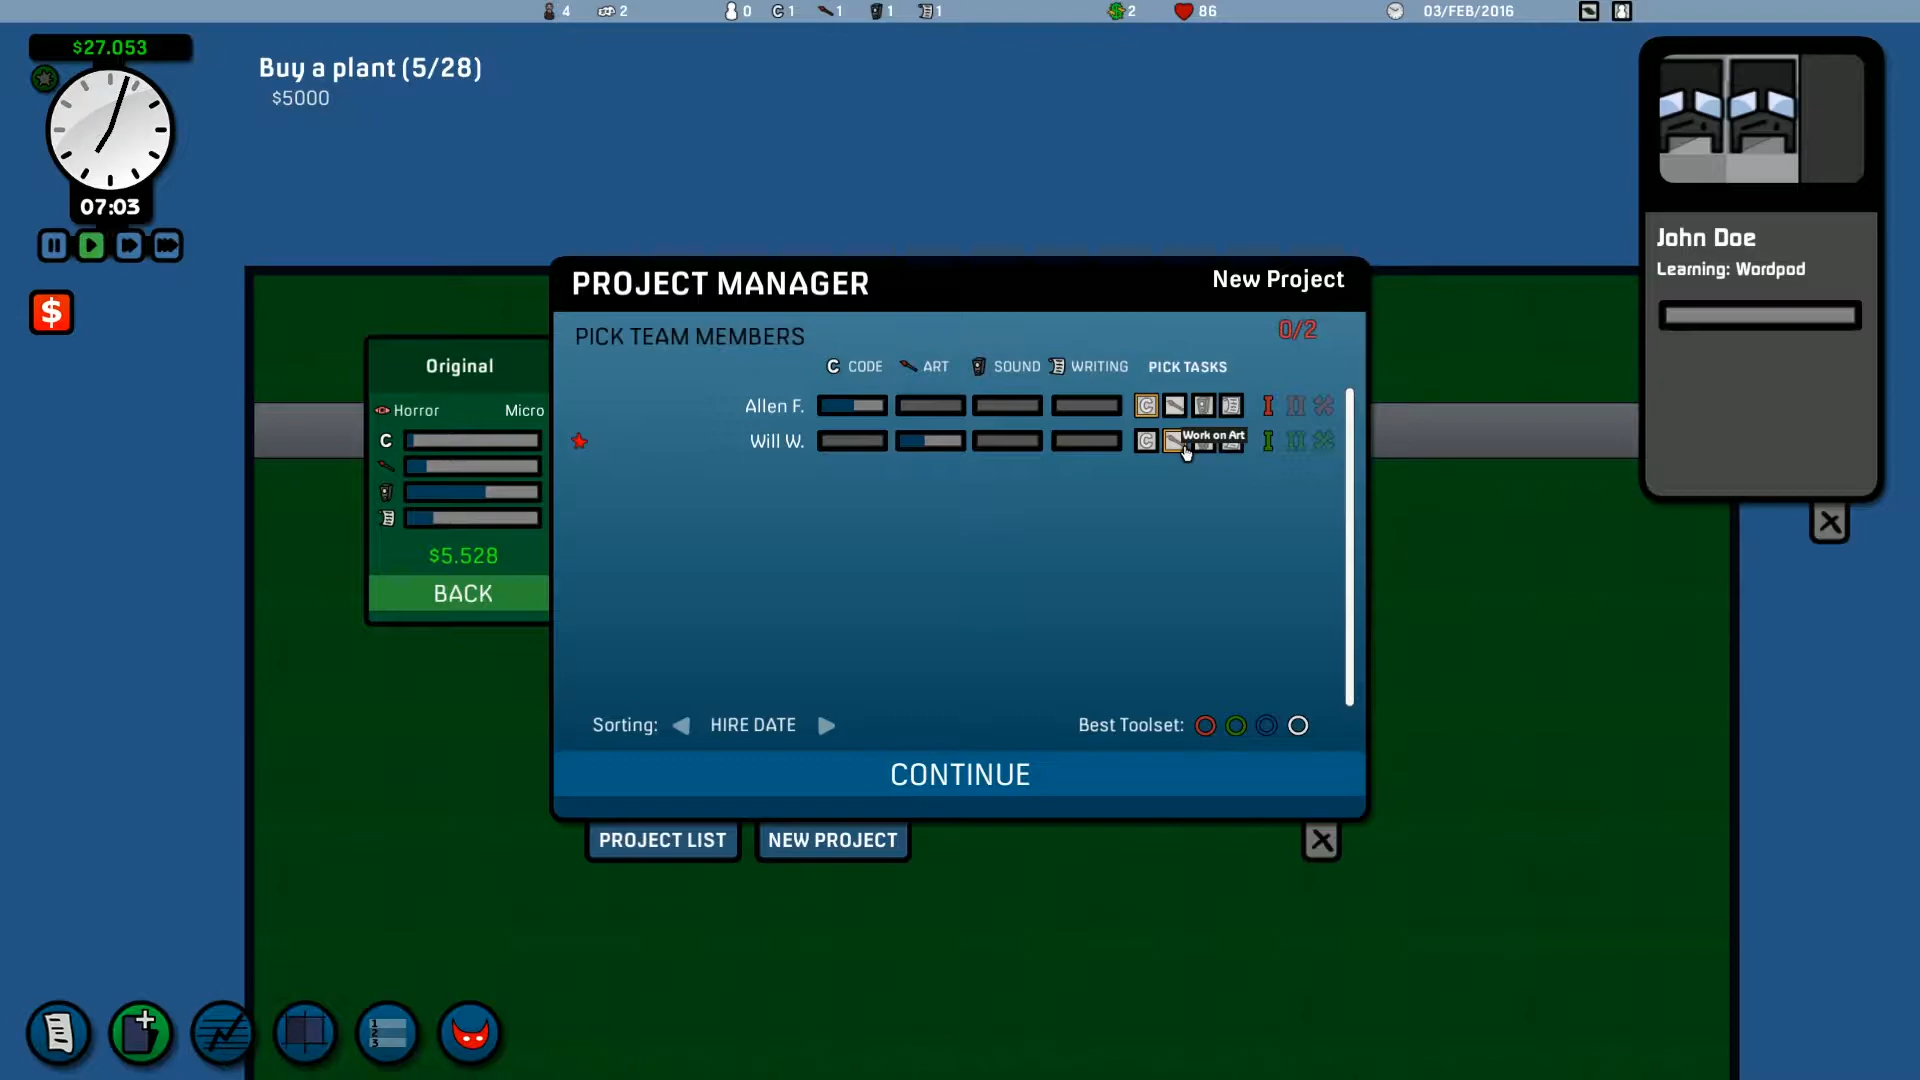 4 2 0 C 1 1 1 1 2 86 03/FEB/2016
$27.053
07:03
Buy a plant (5/28)
$5000
$
PROJECT MANAGER
New Project
PICK TEAM MEMBERS
0/2
C CODE ART SOUND WRITING PICK TASKS
Allen F. C
Will W. C
Work on Art
Original
Horror Micro
C
$5.528
BACK
Sorting: HIRE DATE
Best Toolset:
CONTINUE
PROJECT LIST
NEW PROJECT
X
John Doe
Learning: Wordpod
X
1
2
3